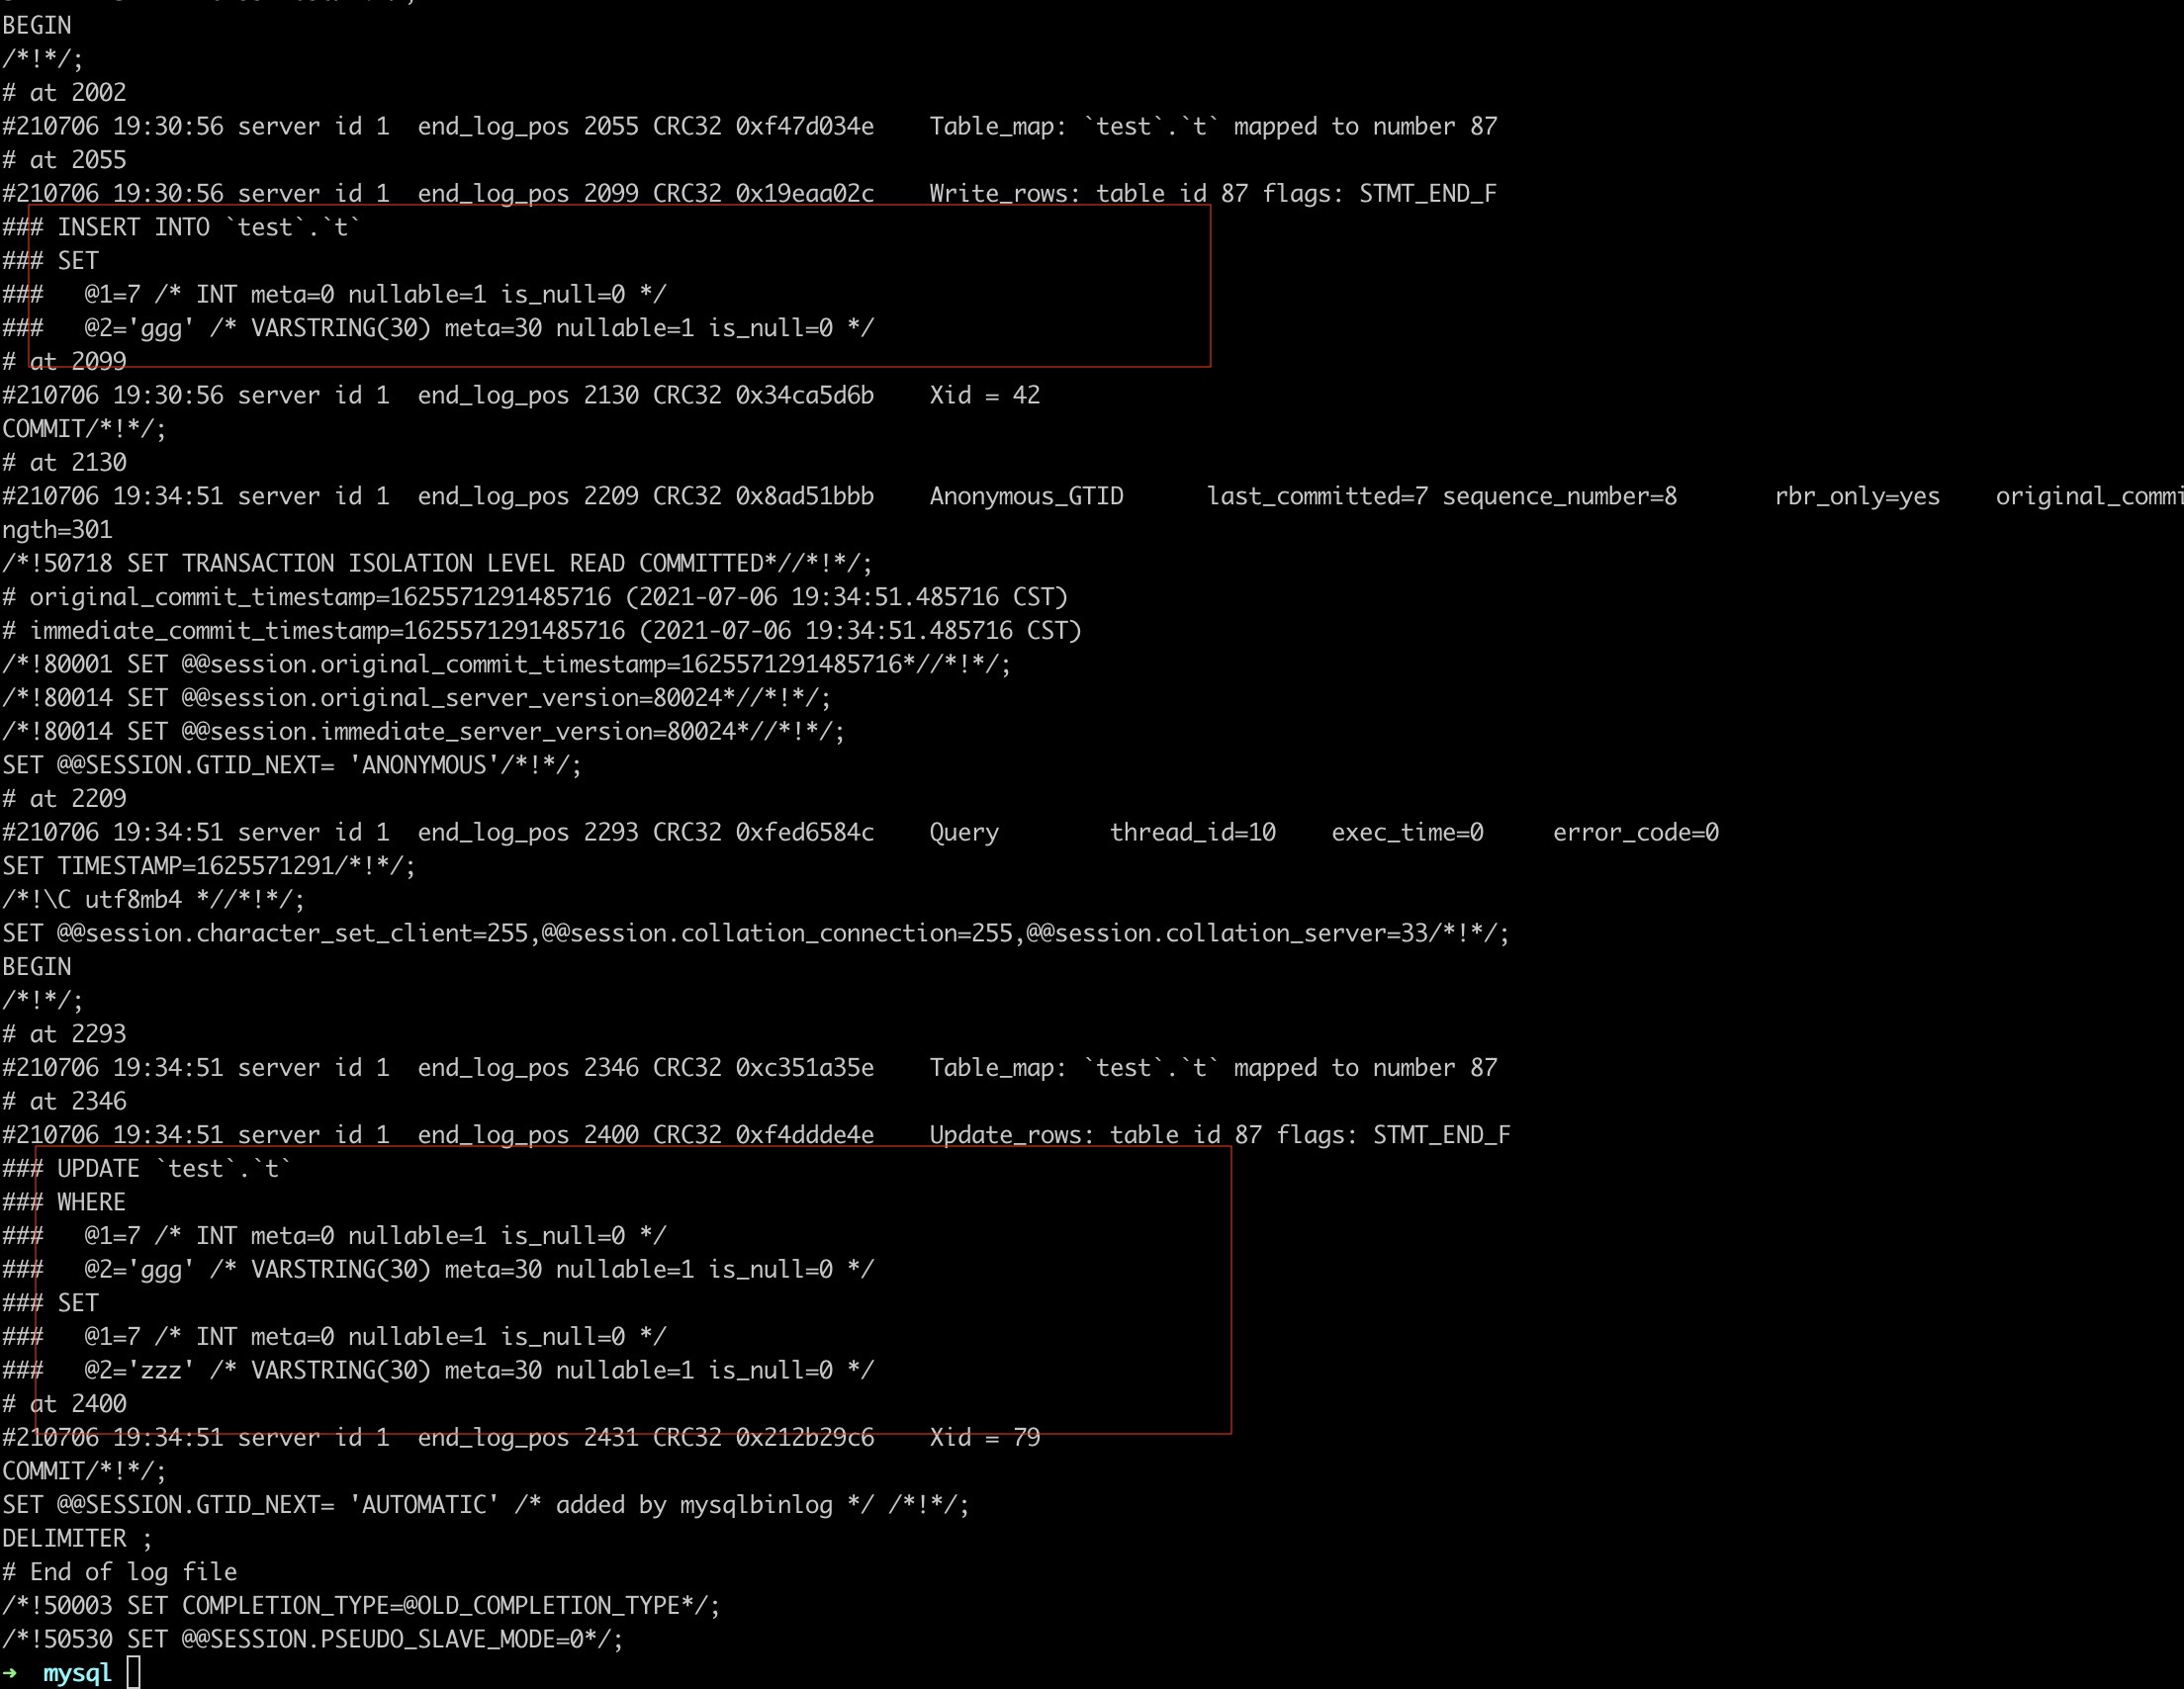 BEGIN
/*!*/;
# at 2002
#210706 19:30:56 server id 1  end_log_pos 2055 CRC32 0xf47d034e    Table_map: `test`.`t` mapped to number 87
# at 2055
#210706 19:30:56 server id 1  end_log_pos 2099 CRC32 0x19eaa02c    Write_rows: table id 87 flags: STMT_END_F
### INSERT INTO `test`.`t`
### SET
###   @1=7 /* INT meta=0 nullable=1 is_null=0 */
###   @2='ggg' /* VARSTRING(30) meta=30 nullable=1 is_null=0 */
# at 2099
#210706 19:30:56 server id 1  end_log_pos 2130 CRC32 0x34ca5d6b    Xid = 42
COMMIT/*!*/;
# at 2130
#210706 19:34:51 server id 1  end_log_pos 2209 CRC32 0x8ad51bbb    Anonymous_GTID      last_committed=7 sequence_number=8       rbr_only=yes    original_commi
ngth=301
/*!50718 SET TRANSACTION ISOLATION LEVEL READ COMMITTED*//*!*/;
# original_commit_timestamp=1625571291485716 (2021-07-06 19:34:51.485716 CST)
# immediate_commit_timestamp=1625571291485716 (2021-07-06 19:34:51.485716 CST)
/*!80001 SET @@session.original_commit_timestamp=1625571291485716*//*!*/;
/*!80014 SET @@session.original_server_version=80024*//*!*/;
/*!80014 SET @@session.immediate_server_version=80024*//*!*/;
SET @@SESSION.GTID_NEXT= 'ANONYMOUS'/*!*/;
# at 2209
#210706 19:34:51 server id 1  end_log_pos 2293 CRC32 0xfed6584c    Query        thread_id=10    exec_time=0     error_code=0
SET TIMESTAMP=1625571291/*!*/;
/*!\C utf8mb4 *//*!*/;
SET @@session.character_set_client=255,@@session.collation_connection=255,@@session.collation_server=33/*!*/;
BEGIN
/*!*/;
# at 2293
#210706 19:34:51 server id 1  end_log_pos 2346 CRC32 0xc351a35e    Table_map: `test`.`t` mapped to number 87
# at 2346
#210706 19:34:51 server id 1  end_log_pos 2400 CRC32 0xf4ddde4e    Update_rows: table id 87 flags: STMT_END_F
### UPDATE `test`.`t`
### WHERE
###   @1=7 /* INT meta=0 nullable=1 is_null=0 */
###   @2='ggg' /* VARSTRING(30) meta=30 nullable=1 is_null=0 */
### SET
###   @1=7 /* INT meta=0 nullable=1 is_null=0 */
###   @2='zzz' /* VARSTRING(30) meta=30 nullable=1 is_null=0 */
# at 2400
#210706 19:34:51 server id 1  end_log_pos 2431 CRC32 0x212b29c6    Xid = 79
COMMIT/*!*/;
SET @@SESSION.GTID_NEXT= 'AUTOMATIC' /* added by mysqlbinlog */ /*!*/;
DELIMITER ;
# End of log file
/*!50003 SET COMPLETION_TYPE=@OLD_COMPLETION_TYPE*/;
/*!50530 SET @@SESSION.PSEUDO_SLAVE_MODE=0*/;
➜  mysql